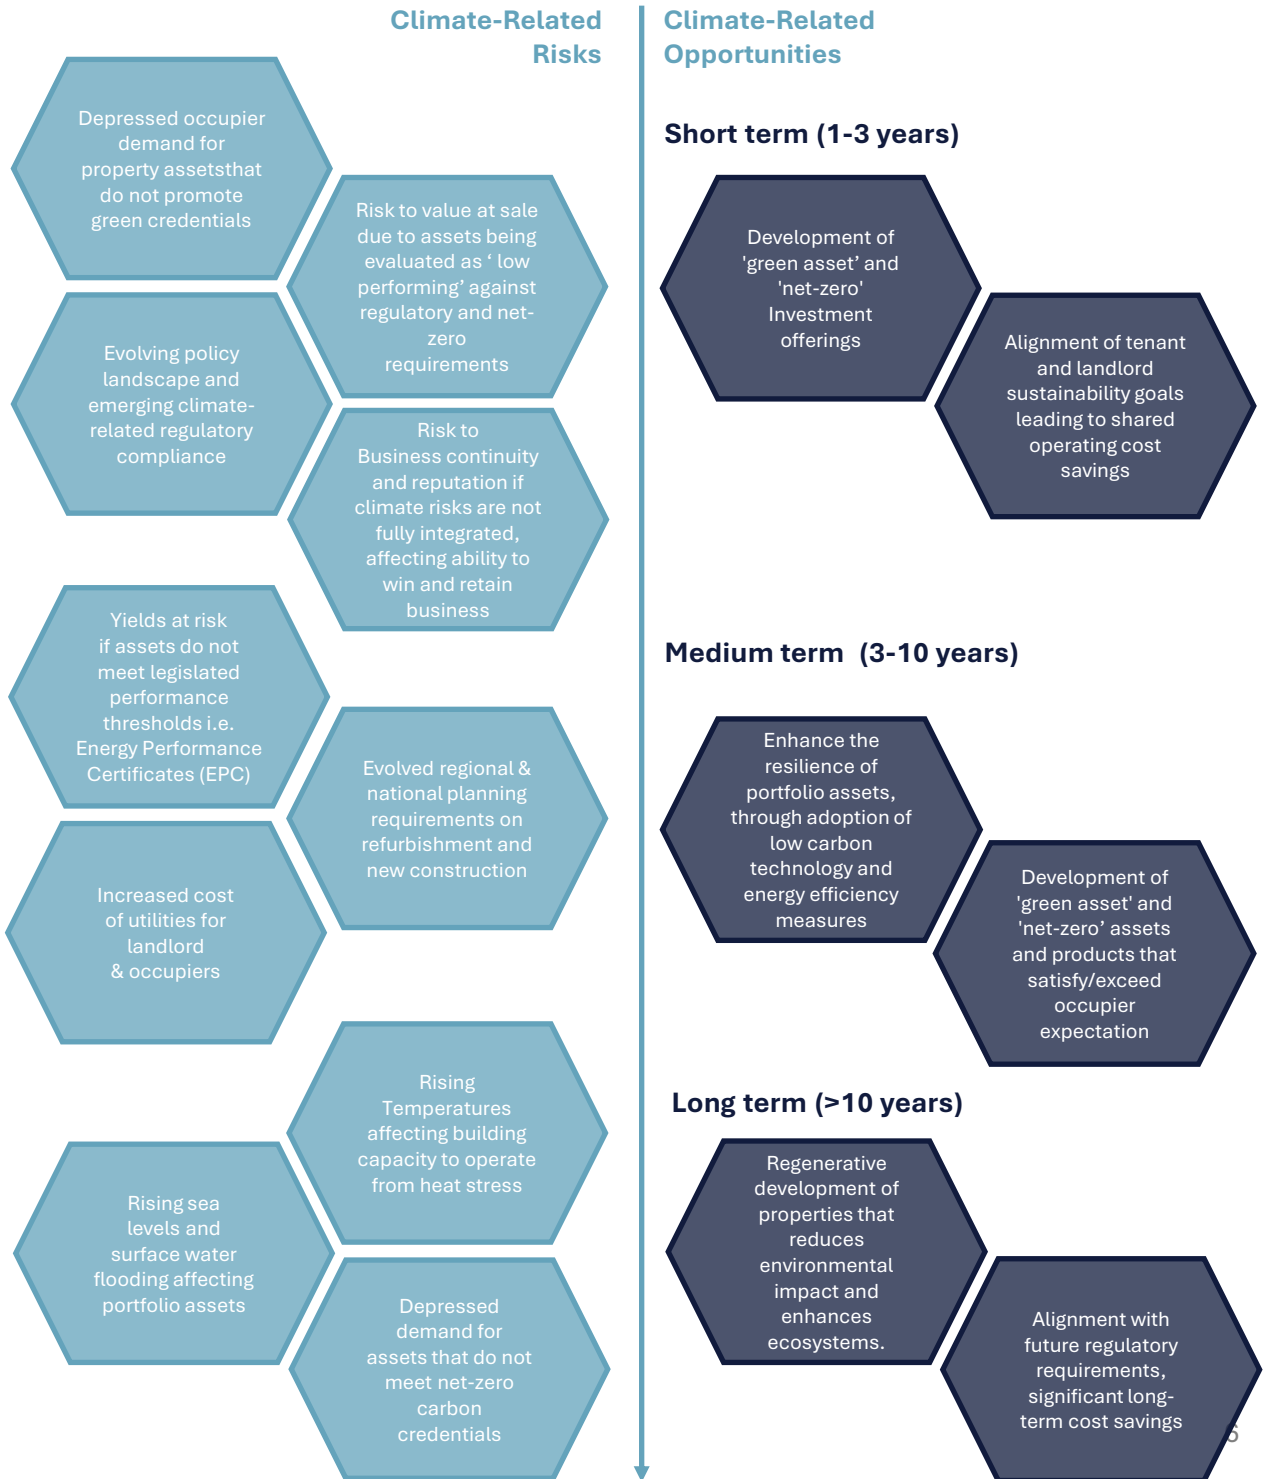 Climate-Related
Risks
Climate-Related
Opportunities
Depressed occupier
demand for
property assetsthat
do not promote
green credentials
Risk to value at sale
due to assets being
evaluated as ‘ low
performing’ against
regulatory and net-
zero
requirements
Evolving policy
landscape and
emerging climate-
related regulatory
compliance
Risk to
Business continuity
and reputation if
climate risks are not
fully integrated,
affecting ability to
win and retain
business
Short term (1-3 years)
Development of
'green asset’ and
'net-zero'
Investment
offerings
Alignment of tenant
and landlord
sustainability goals
leading to shared
operating cost
savings
Yields at risk
if assets do not
meet legislated
performance
thresholds i.e.
Energy Performance
Certificates (EPC)
Evolved regional &
national planning
requirements on
refurbishment and
new construction
Increased cost
of utilities for
landlord
& occupiers
Medium term (3-10 years)
Enhance the
resilience of
portfolio assets,
through adoption of
low carbon
technology and
energy efficiency
measures
Development of
'green asset' and
'net-zero’ assets
and products that
satisfy/exceed
occupier
expectation
Rising
Temperatures
affecting building
capacity to operate
from heat stress
Rising sea
levels and
surface water
flooding affecting
portfolio assets
Depressed
demand for
assets that do not
meet net-zero
carbon
credentials
Long term (>10 years)
Regenerative
development of
properties that
reduces
environmental
impact and
enhances
ecosystems.
Alignment with
future regulatory
requirements,
significant long-
term cost savings